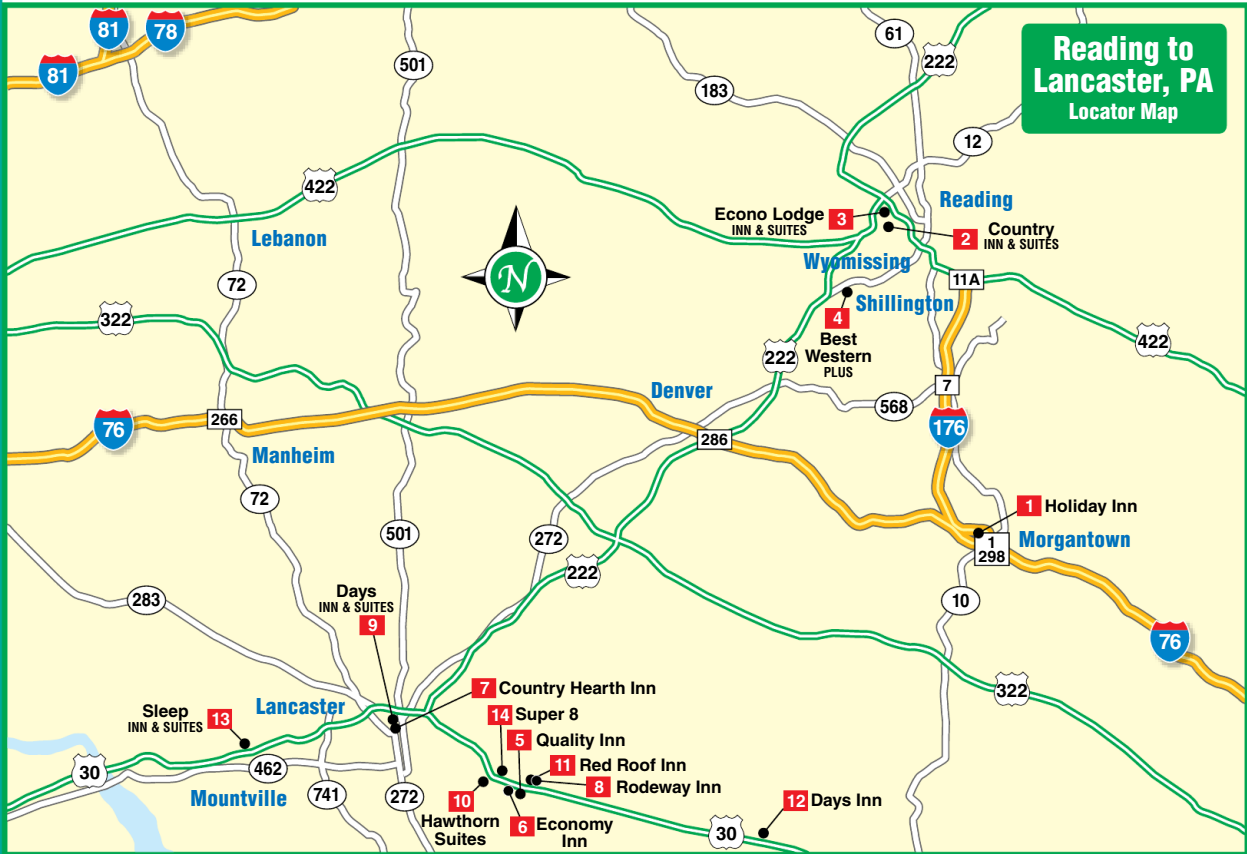 81
78
81
501
61
222
183
12
Reading to
Lancaster, PA
Locator Map
422
Lebanon
Reading
Econo Lodge
INN & SUITES
3
2
Country
INN & SUITES
Wyomissing
N
72
11A
Shillington
322
4
Best
Western
PLUS
422
222
Denver
7
568
266
76
176
286
Manheim
72
501
272
1
Holiday Inn
Morgantown
1
298
222
283
Days
INN & SUITES
9
10
76
322
7
Country Hearth Inn
Lancaster
Sleep
INN & SUITES
13
14
Super 8
5
Quality Inn
11
Red Roof Inn
8
Rodeway Inn
30
462
Mountville
741
272
10
Hawthorn
Suites
6
Economy
Inn
12
Days Inn
30